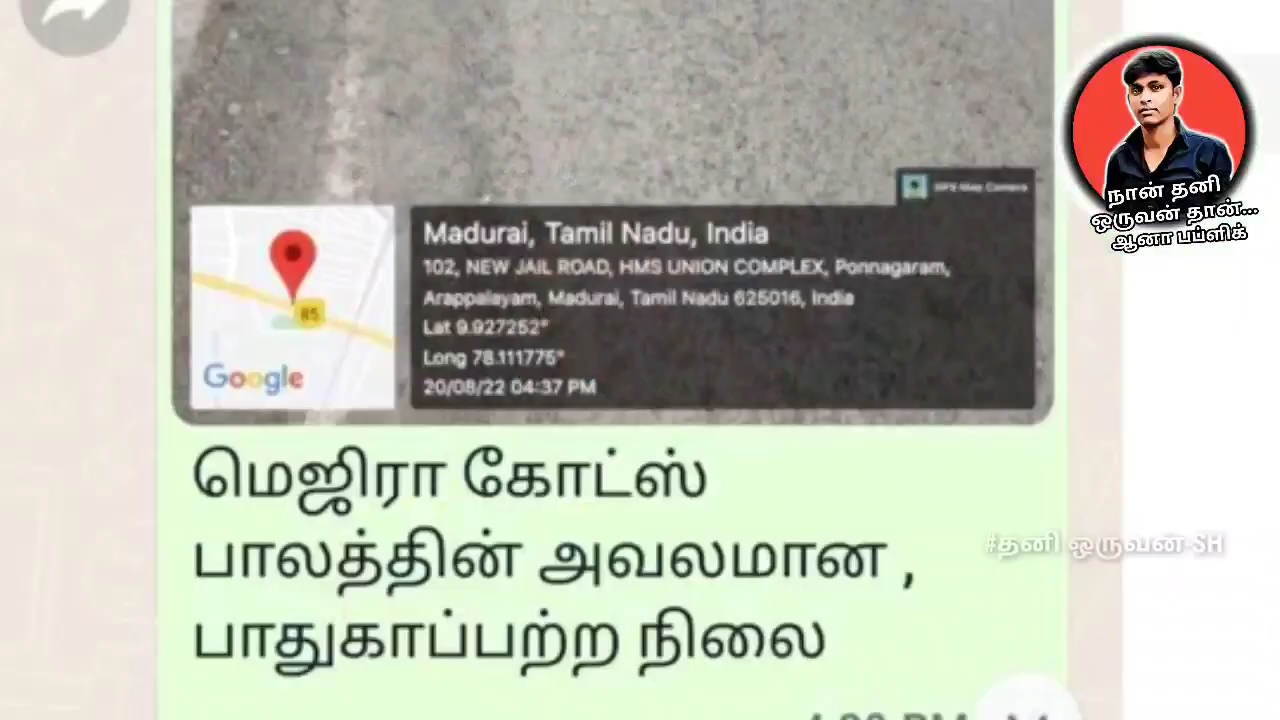 GPS Map Camera
Madurai, Tamil Nadu, India
102, NEW JAIL ROAD, HMS UNION COMPLEX, Ponnagaram,
Arappalayam, Madurai, Tamil Nadu 625016, India
Lat 9.927252°
Long 78.111775°
20/08/22 04:37 PM
85
Google
நான் தனி
ஒருவன் தான்...
ஆனா பப்ளிக்
மெஜிரா கோட்ஸ்
பாலத்தின் அவலமான ,
பாதுகாப்பற்ற நிலை
#தனி ஒருவன்-SH